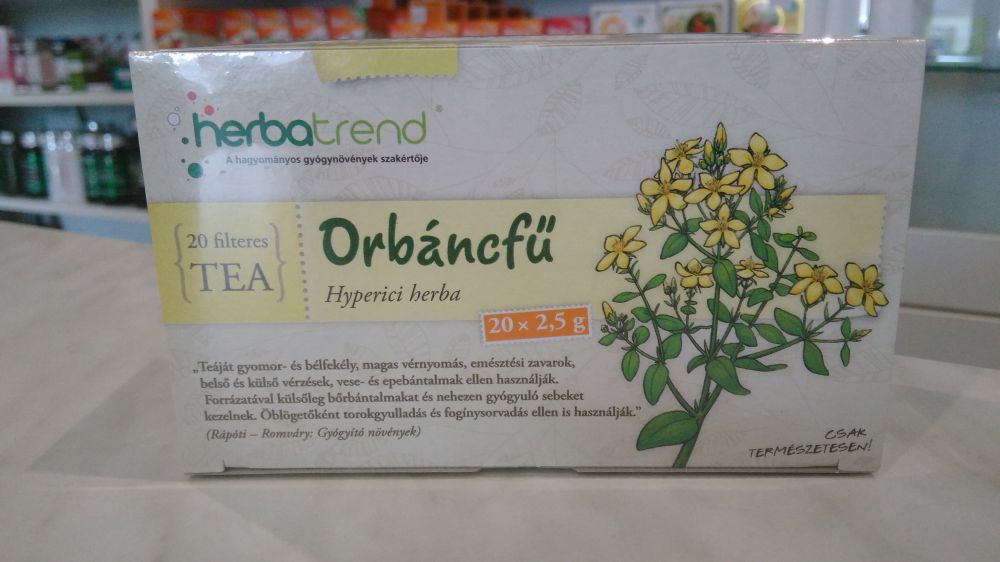 herbatrend®
A hagyományos gyógynövények szakértője
20 filteres
TEA
Orbáncfű
Hyperici herba
20 × 2,5 g
„Teáját gyomor- és bélfekély, magas vérnyomás, emésztési zavarok,
belső és külső vérzések, vese- és epebántalmak ellen használják.
Forrázatával külsőleg bőrbántalmakat és nehezen gyógyuló sebeket
kezelnek. Öblögetőként torokgyulladás és fogínysorvadás ellen is használják.”
(Rápóti – Romváry: Gyógyító növények)
CSAK
TERMÉSZETESEN!